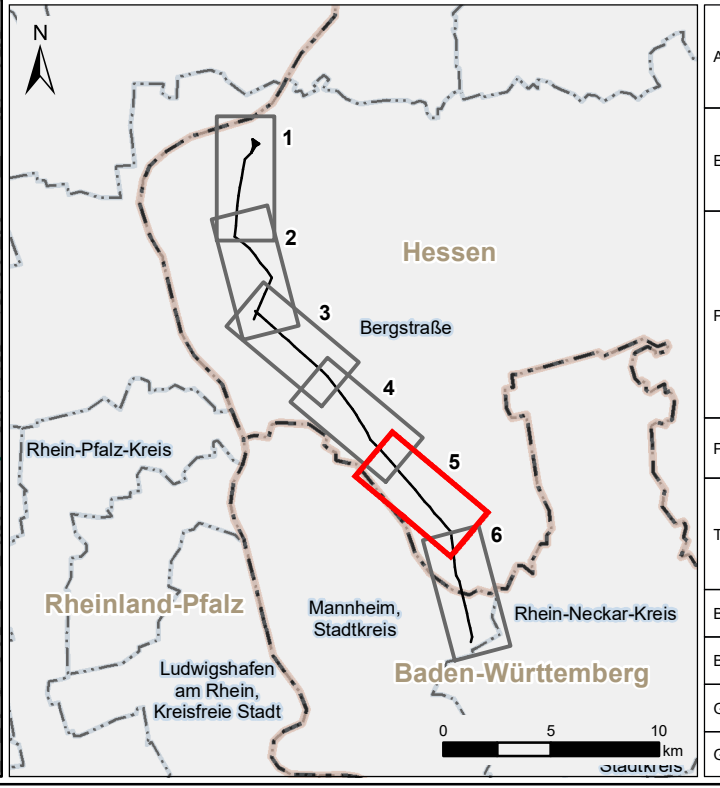 N
1
2
Hessen
3
Bergstraße
4
Rhein-Pfalz-Kreis
5
6
Rheinland-Pfalz
Mannheim,
Stadtkreis
Rhein-Neckar-Kreis
Ludwigshafen
am Rhein,
Kreisfreie Stadt
Baden-Württemberg
0 5 10
km
Stadtkreis